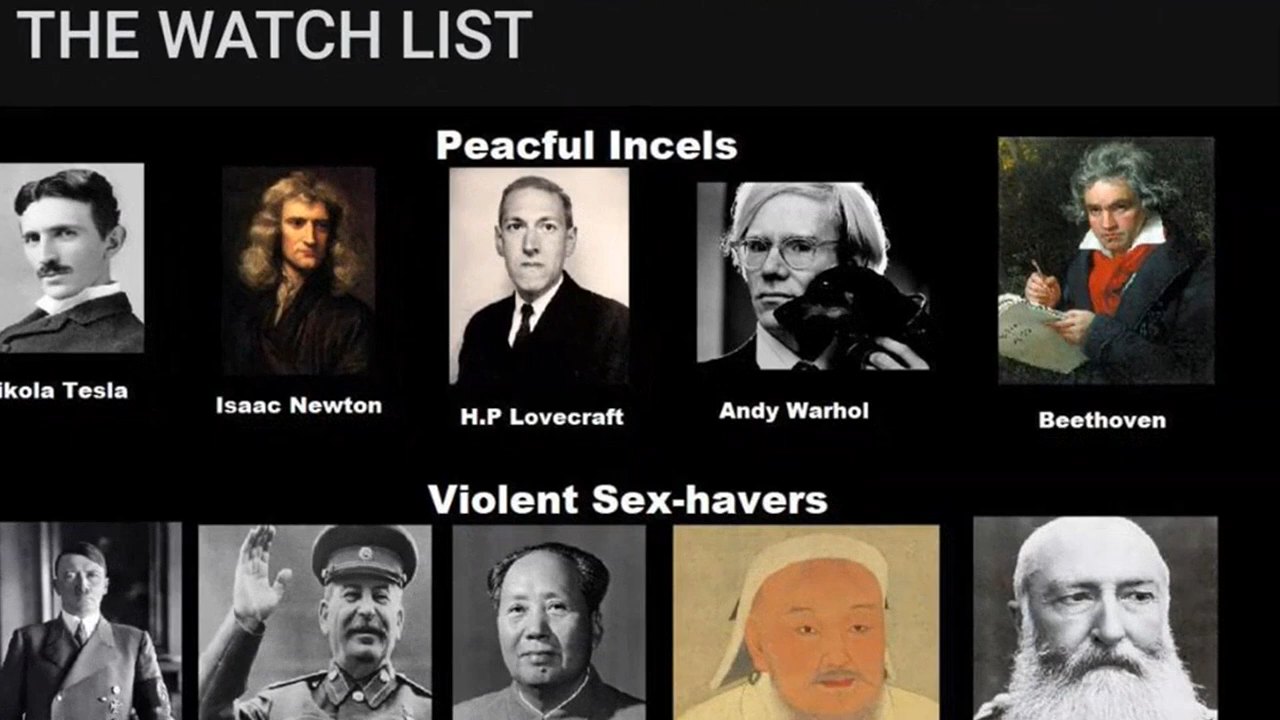 THE WATCH LIST
Peacful Incels
ikola Tesla
Isaac Newton
H.P Lovecraft
Andy Warhol
Beethoven
Violent Sex-havers